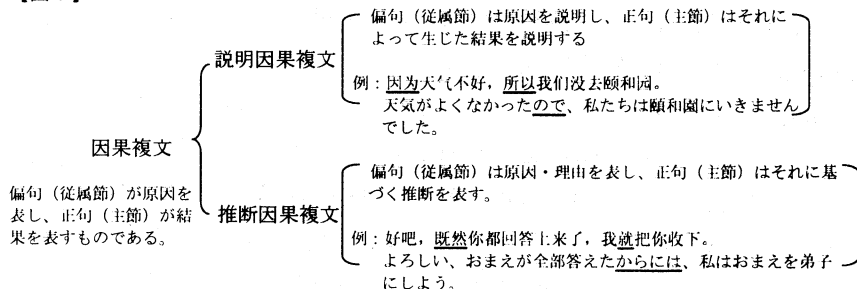 偏句（従属節）は原因を説明し、正句（主節）はそれに
よって生じた結果を説明する
説明因果複文
例：因为天气不好，所以我们没去颐和园。
天気がよくなかったので、私たちは頤和園にいきません
でした。
因果複文
偏句（従属節）が原因を
表し、正句（主節）が結
果を表すものである。
偏句（従属節）は原因・理由を表し、正句（主節）はそれに基
づく推断を表す。
推断因果複文
例：好吧，既然你都回答上来了，我就把你收下。
よろしい、おまえが全部答えたからには、私はおまえを弟子
にしよう。